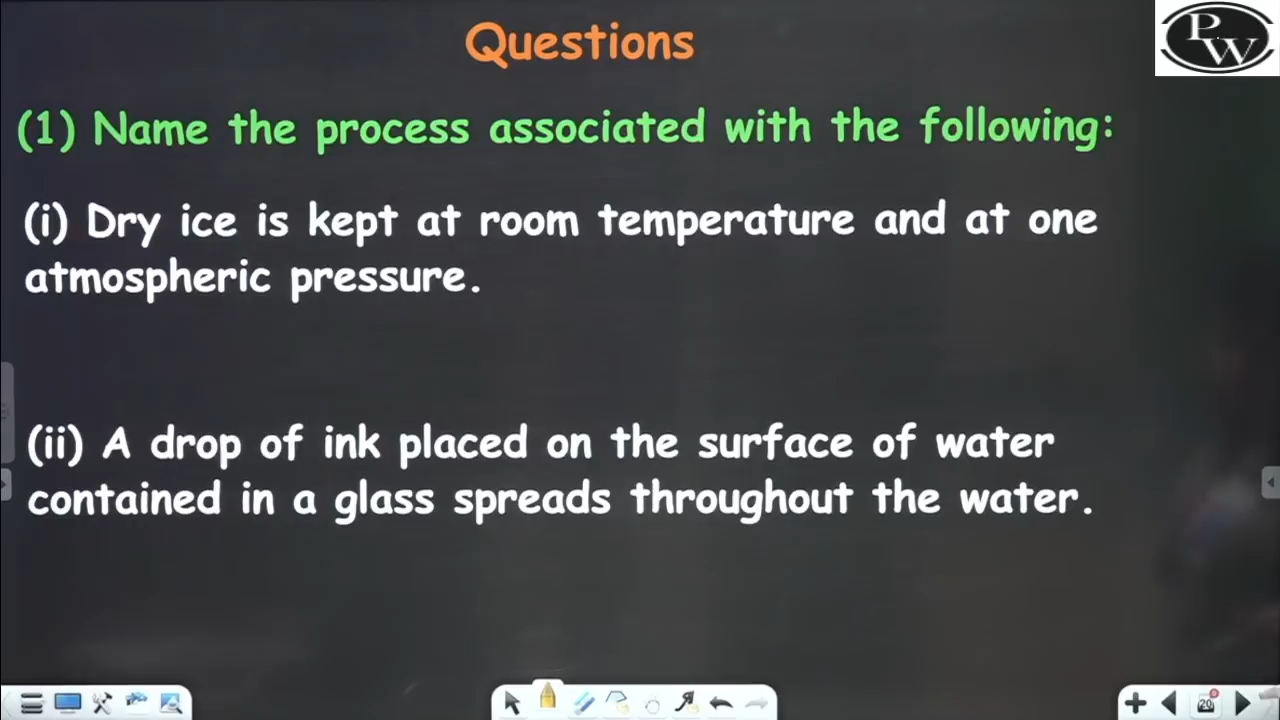 Questions
PW
(1) Name the process associated with the following:
(i) Dry ice is kept at room temperature and at one
atmospheric pressure.
(ii) A drop of ink placed on the surface of water
contained in a glass spreads throughout the water.
20